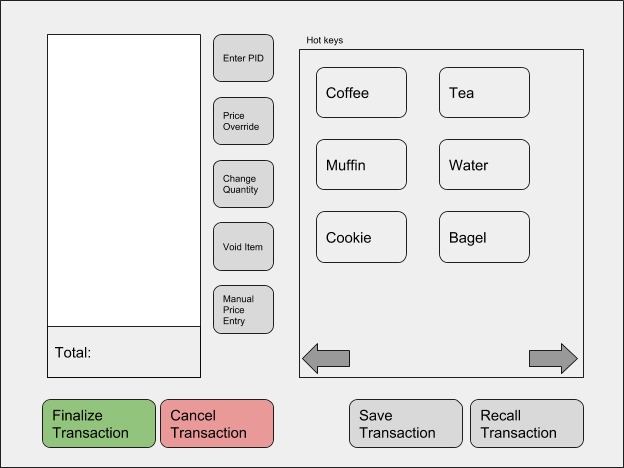 Hot keys
Enter PID
Price
Override
Change
Quantity
Void Item
Manual
Price
Entry
Coffee
Tea
Muffin
Water
Cookie
Bagel
Total:
Finalize
Transaction
Cancel
Transaction
Save
Transaction
Recall
Transaction